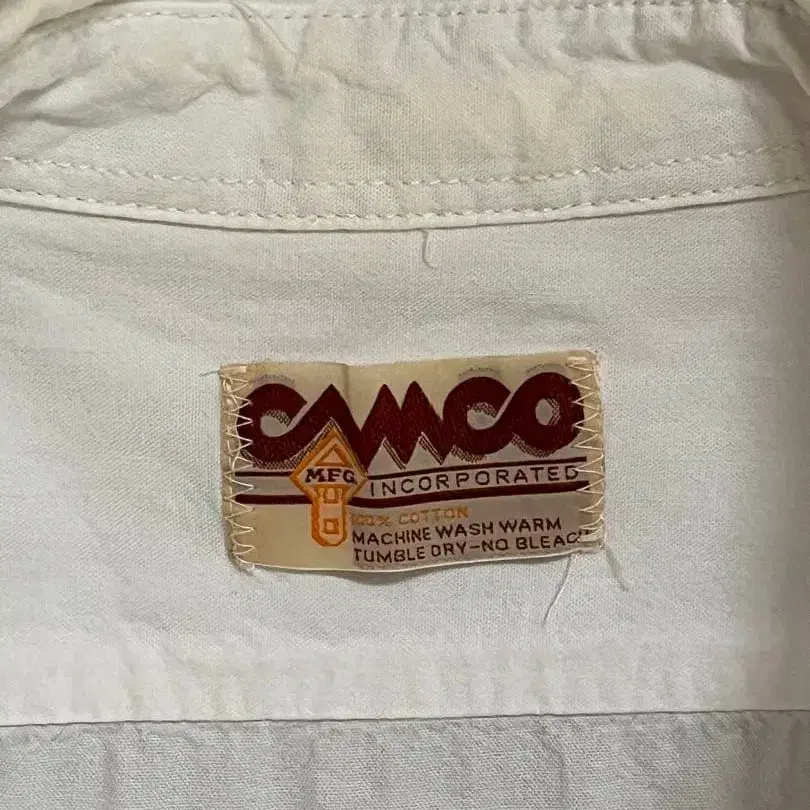 CAMCO
MFG.
INCORPORATED
100% COTTON
MACHINE WASH WARM
TUMBLE DRY-NO BLEACH